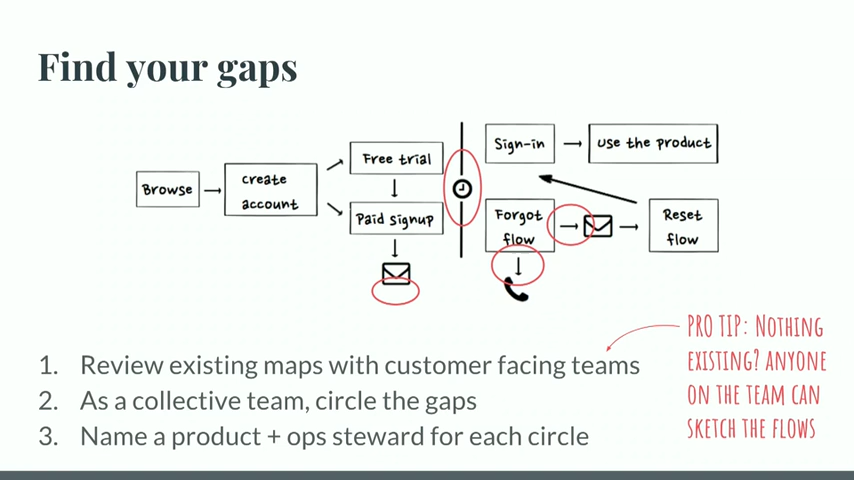 Find your gaps
Browse
create
account
Free trial
Paid signup
Sign-in
use the product
Forgot
flow
Reset
flow
1. Review existing maps with customer facing teams
2. As a collective team, circle the gaps
3. Name a product + ops steward for each circle
PRO TIP: NOTHING
EXISTING? ANYONE
ON THE TEAM CAN
SKETCH THE FLOWS